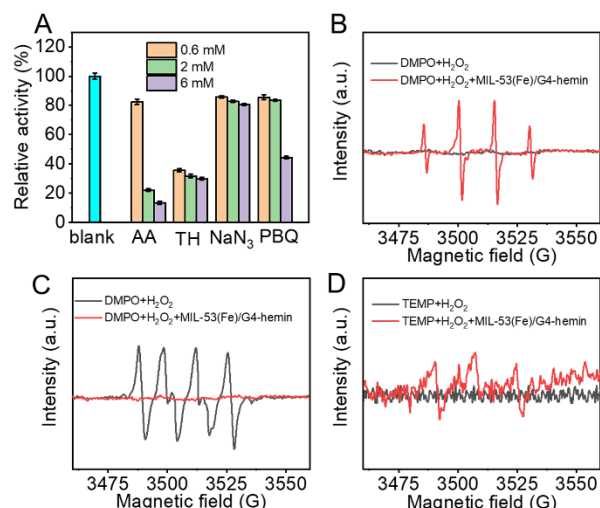 A
Relative activity (%)
120
100
80
60
40
20
0
0.6 mM
2 mM
6 mM
blank AA TH NaN₃ PBQ
B
Intensity (a.u.)
DMPO+H₂O₂
DMPO+H₂O₂+MIL-53(Fe)/G4-hemin
3475 3500 3525 3550
Magnetic field (G)
C
Intensity (a.u.)
DMPO+H₂O₂
DMPO+H₂O₂+MIL-53(Fe)/G4-hemin
3475 3500 3525 3550
Magnetic field (G)
D
Intensity (a.u.)
TEMP+H₂O₂
TEMP+H₂O₂+MIL-53(Fe)/G4-hemin
3475 3500 3525 3550
Magnetic field (G)